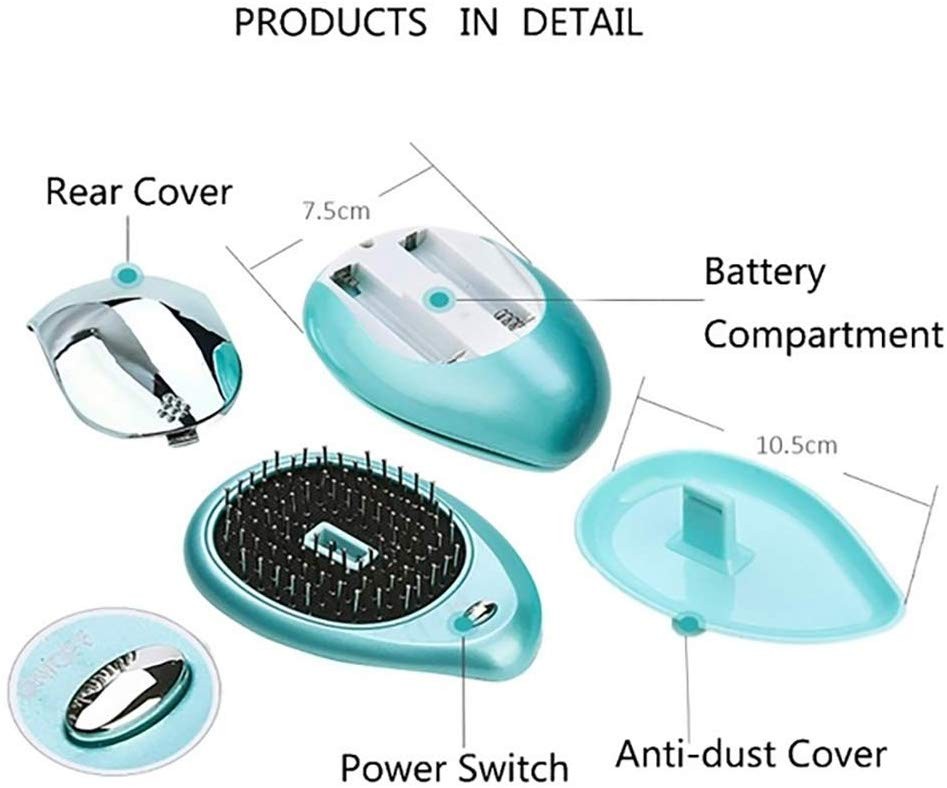 PRODUCTS IN DETAIL
Rear Cover
7.5cm
Battery
Compartment
10.5cm
Power Switch
Anti-dust Cover